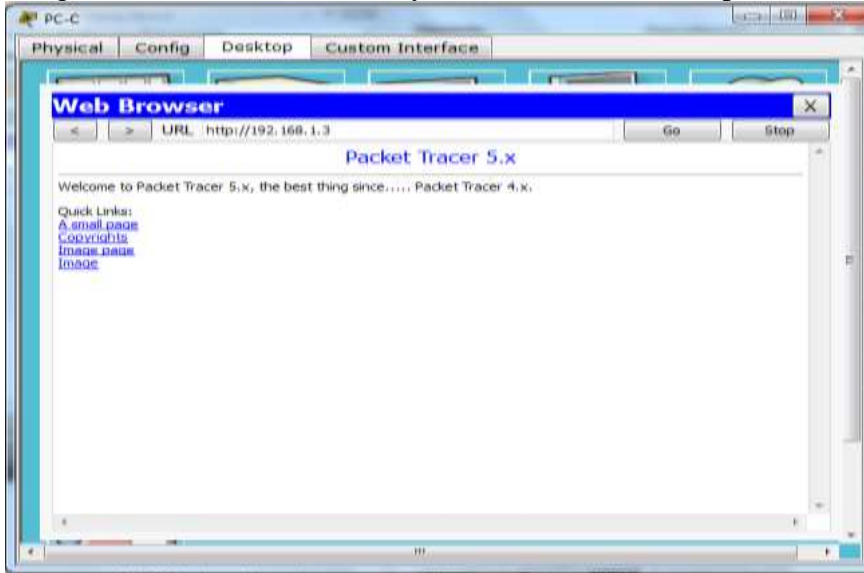 PC-C
Physical Config Desktop Custom Interface
Web Browser X
< > URL http://192.168.1.3 Go Stop
Packet Tracer 5.x
Welcome to Packet Tracer 5.x, the best thing since..... Packet Tracer 4.x.
Quick Links:
A small page
Copyrights
Image page
Image